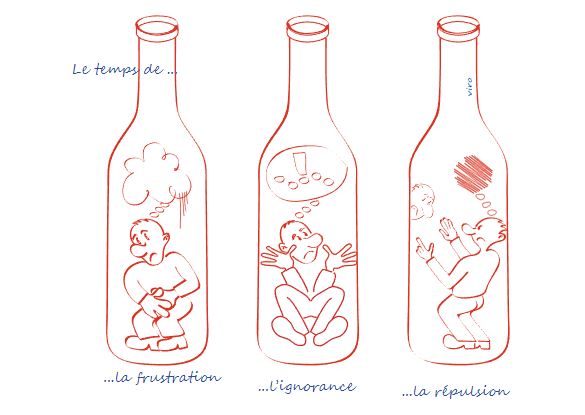 Le temps de ...
viro
...la frustration
...l'ignorance
...la répulsion